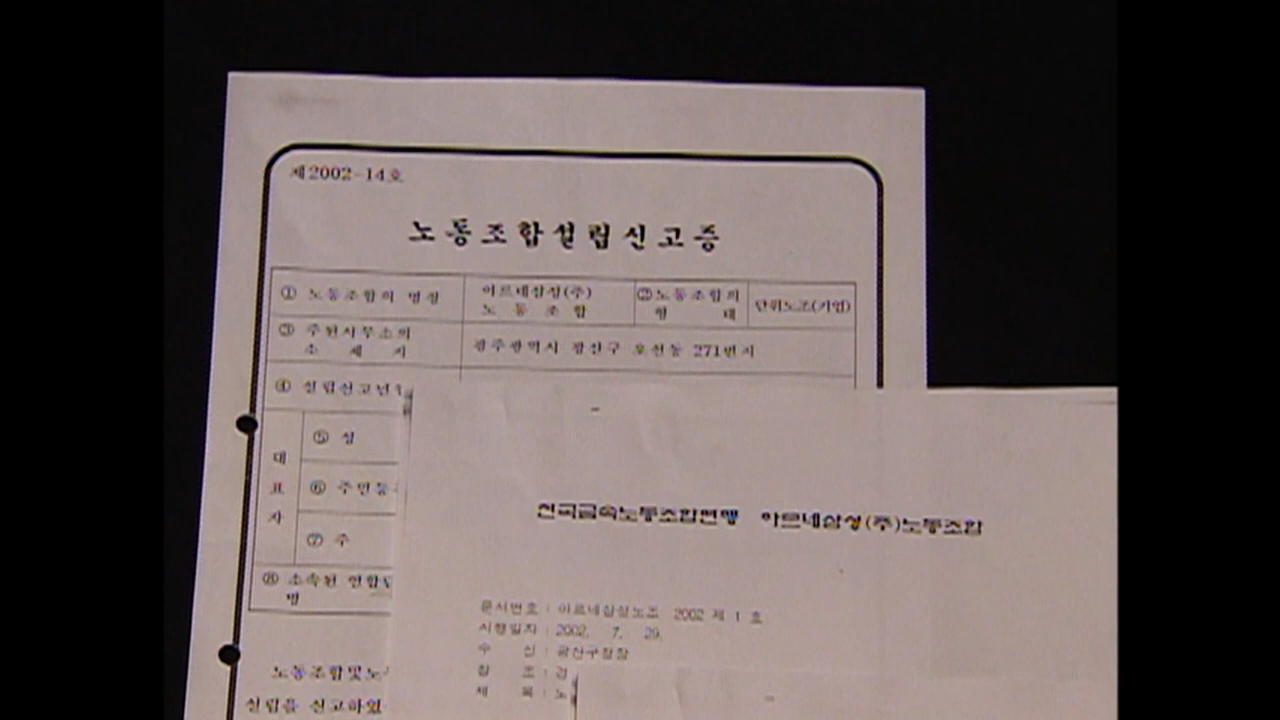 제2002-14호
노동조합설립신고증
① 노동조합의 명칭
아르네삼성(주)
노 동 조 합
②노동조합의
형 태
단위노조(기업)
③ 주된사무소의
소 재 지
광주광역시 광산구 오선동 271번지
④ 설립신고년
대
표
자
⑤ 성
⑥ 주민등
⑦ 주
⑧ 소속된 연합단
명
노동조합및노
설립을 신고하였
전국금속노동조합연맹 아르네삼성(주)노동조합
문서번호 : 아르네삼성노조 2002 제 1 호
시행일자 : 2002. 7. 29.
수 신 : 광산구청장
참 조 : 경
제 목 : 노